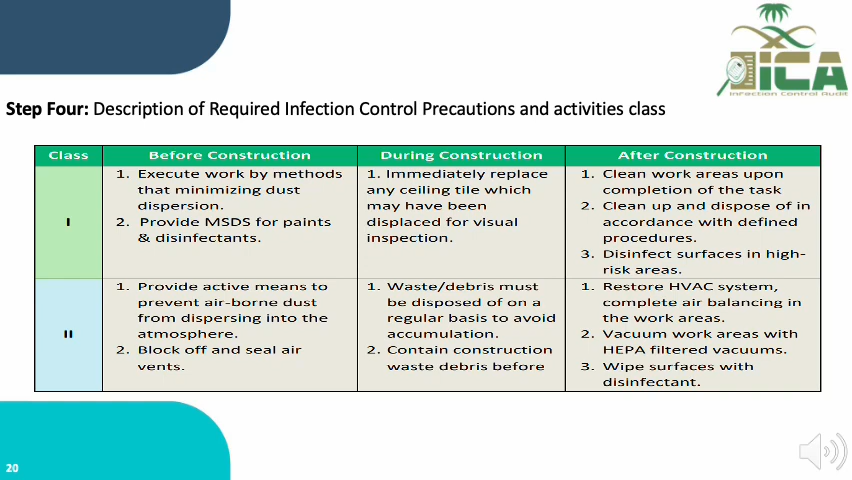 iCA
Infection Control Audit
Step Four: Description of Required Infection Control Precautions and activities class
Class
Before Construction
During Construction
After Construction
I
1. Execute work by methods
that minimizing dust
dispersion.
2. Provide MSDS for paints
& disinfectants.
1. Immediately replace
any ceiling tile which
may have been
displaced for visual
inspection.
1. Clean work areas upon
completion of the task
2. Clean up and dispose of in
accordance with defined
procedures.
3. Disinfect surfaces in high-
risk areas.
II
1. Provide active means to
prevent air-borne dust
from dispersing into the
atmosphere.
2. Block off and seal air
vents.
1. Waste/debris must
be disposed of on a
regular basis to avoid
accumulation.
2. Contain construction
waste debris before
1. Restore HVAC system,
complete air balancing in
the work areas.
2. Vacuum work areas with
HEPA filtered vacuums.
3. Wipe surfaces with
disinfectant.
20